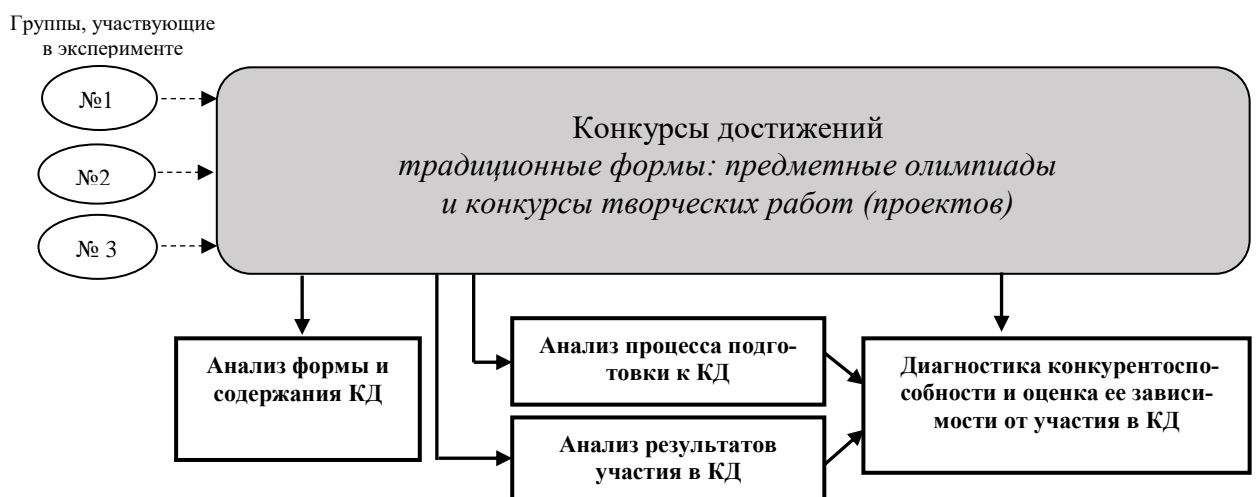 Группы, участвующие
в эксперименте
№1
№2
№ 3
Конкурсы достижений
традиционные формы: предметные олимпиады
и конкурсы творческих работ (проектов)
Анализ формы и
содержания КД
Анализ процесса подго-
товки к КД
Анализ результатов
участия в КД
Диагностика конкурентоспо-
собности и оценка ее зависи-
мости от участия в КД